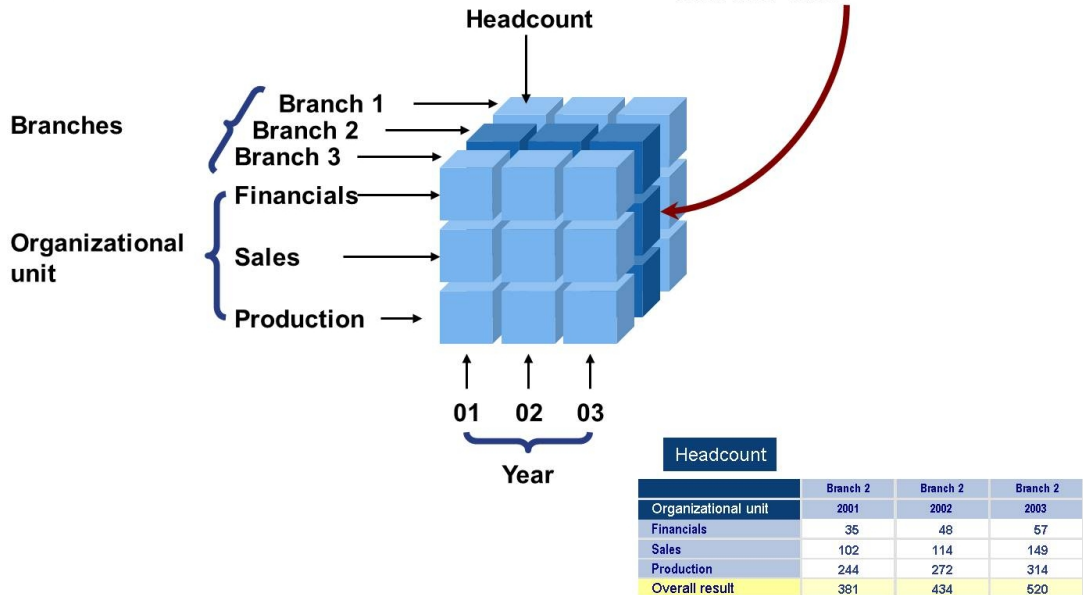 Headcount
Branches
Branch 1
Branch 2
Branch 3
Organizational
unit
Financials
Sales
Production
01 02 03
Year
Headcount
Branch 2 Branch 2 Branch 2
Organizational unit 2001 2002 2003
Financials 35 48 57
Sales 102 114 149
Production 244 272 314
Overall result 381 434 520